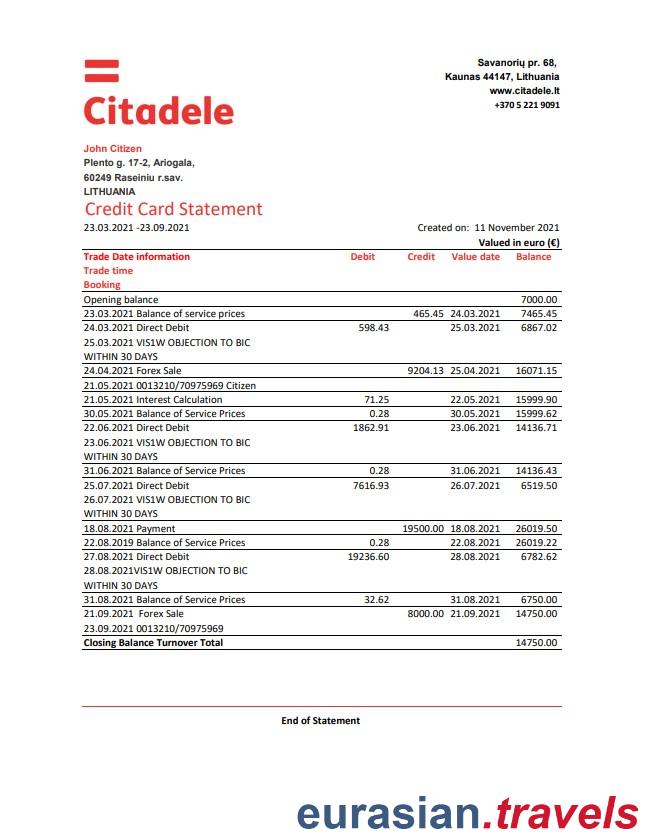 Citadele
Savanorių pr. 68,
Kaunas 44147, Lithuania
www.citadele.lt
+370 5 221 9091
John Citizen
Plento g. 17-2, Ariogala,
60249 Raseiniu r.sav.
LITHUANIA
Credit Card Statement
23.03.2021 -23.09.2021 Created on: 11 November 2021
Valued in euro (€)
Trade Date information Debit Credit Value date Balance
Trade time
Booking
Opening balance 7000.00
23.03.2021 Balance of service prices 465.45 24.03.2021 7465.45
24.03.2021 Direct Debit 598.43 25.03.2021 6867.02
25.03.2021 VIS1W OBJECTION TO BIC
WITHIN 30 DAYS
24.04.2021 Forex Sale 9204.13 25.04.2021 16071.15
21.05.2021 0013210/70975969 Citizen
21.05.2021 Interest Calculation 71.25 22.05.2021 15999.90
30.05.2021 Balance of Service Prices 0.28 30.05.2021 15999.62
22.06.2021 Direct Debit 1862.91 23.06.2021 14136.71
23.06.2021 VIS1W OBJECTION TO BIC
WITHIN 30 DAYS
31.06.2021 Balance of Service Prices 0.28 31.06.2021 14136.43
25.07.2021 Direct Debit 7616.93 26.07.2021 6519.50
26.07.2021 VIS1W OBJECTION TO BIC
WITHIN 30 DAYS
18.08.2021 Payment 19500.00 18.08.2021 26019.50
22.08.2019 Balance of Service Prices 0.28 22.08.2021 26019.22
27.08.2021 Direct Debit 19236.60 28.08.2021 6782.62
28.08.2021VIS1W OBJECTION TO BIC
WITHIN 30 DAYS
31.08.2021 Balance of Service Prices 32.62 31.08.2021 6750.00
21.09.2021 Forex Sale 8000.00 21.09.2021 14750.00
23.09.2021 0013210/70975969
Closing Balance Turnover Total 14750.00
End of Statement
eurasian.travels